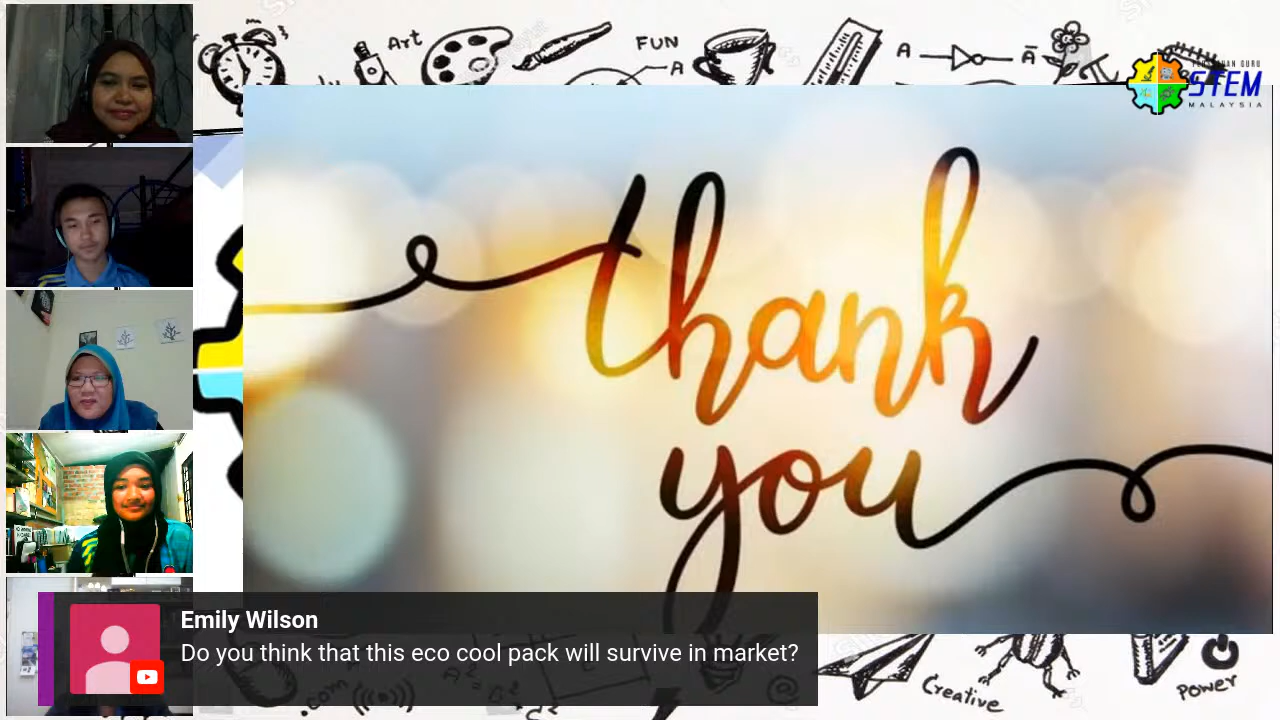 Art
FUN
A
A
Ā
STEM
MALAYSIA
thank
you
Emily Wilson
Do you think that this eco cool pack will survive in market?
.com
Creative
Power
@